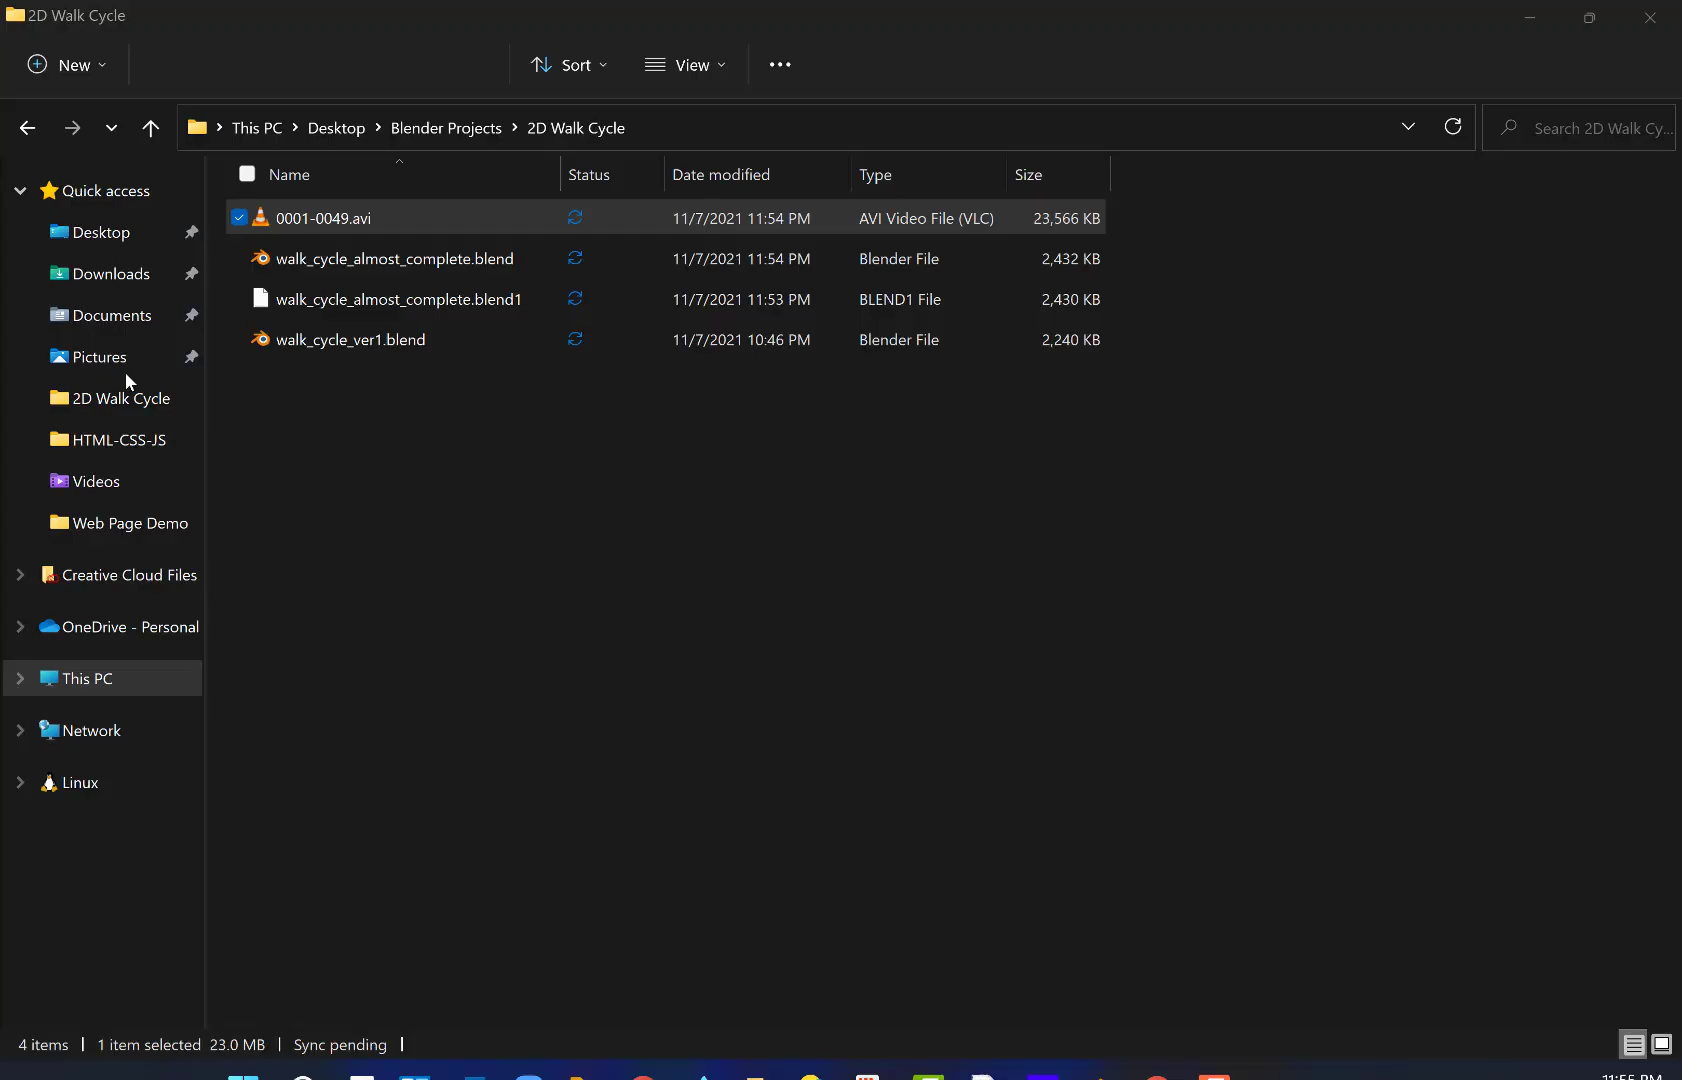 2D Walk Cycle
New
Sort
View
This PC
Desktop
Blender Projects
2D Walk Cycle
Search 2D Walk Cy...
Name
Status
Date modified
Type
Size
0001-0049.avi
11/7/2021 11:54 PM
AVI Video File (VLC)
23,566 KB
walk_cycle_almost_complete.blend
11/7/2021 11:54 PM
Blender File
2,432 KB
walk_cycle_almost_complete.blend1
11/7/2021 11:53 PM
BLEND1 File
2,430 KB
walk_cycle_ver1.blend
11/7/2021 10:46 PM
Blender File
2,240 KB
Quick access
Desktop
Downloads
Documents
Pictures
2D Walk Cycle
HTML-CSS-JS
Videos
Web Page Demo
Creative Cloud Files
OneDrive - Personal
This PC
Network
Linux
4 items
1 item selected 23.0 MB
Sync pending
11:55 PM